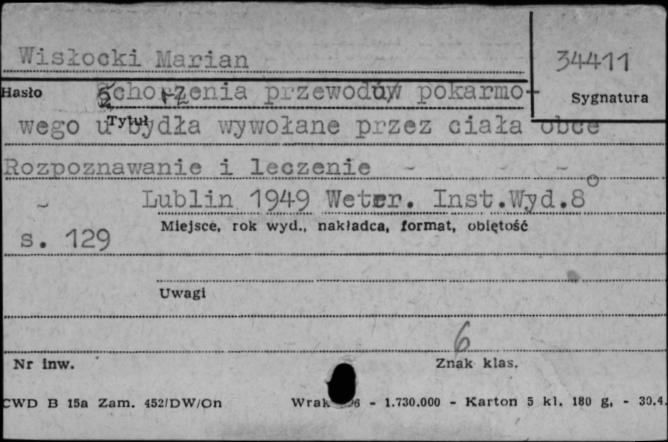 Wisłocki Marian
34411
Hasło
Schorzenia przewodu pokarmo-
Sygnatura
Tytuł
wego u bydła wywołane przez ciała obce
Rozpoznawanie i leczenie - - - -
- Lublin 1949 Weter. Inst.Wyd.8°
Miejsce, rok wyd., nakładca, format, objętość
s. 129
Uwagi
6
Nr inw.
Znak klas.
CWD B 15a Zam. 452/DW/On - 1.730.000 - Karton 5 kl. 180 g. - 30.4.